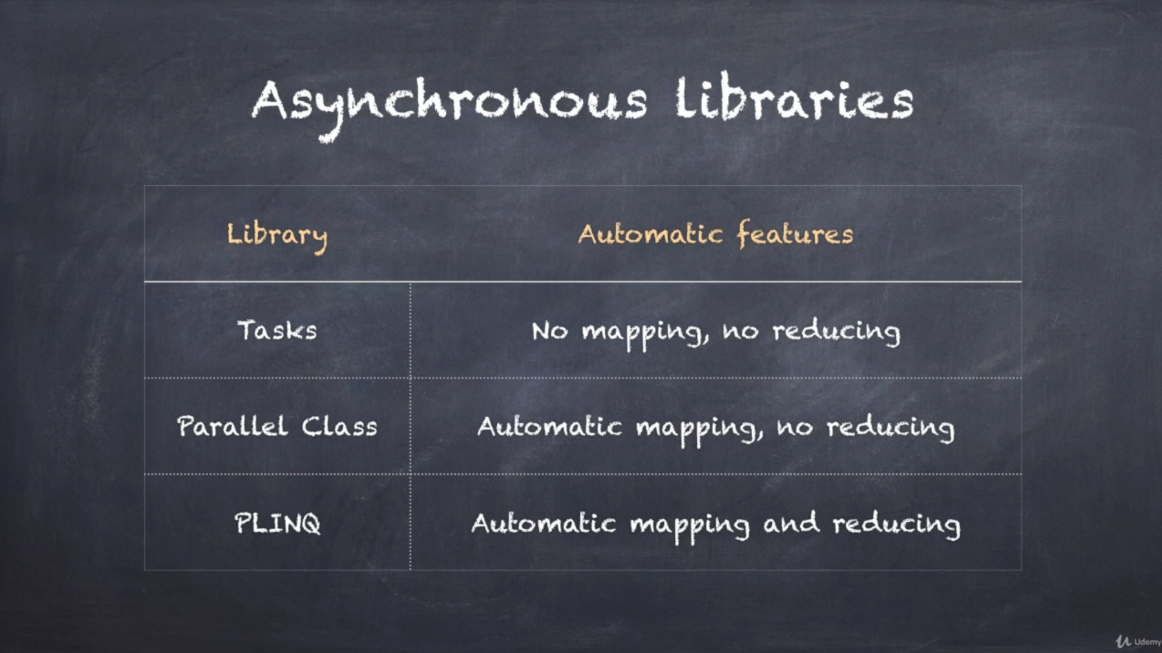 Asynchronous libraries
Library Automatic features
Tasks No mapping, no reducing
Parallel Class Automatic mapping, no reducing
PLINQ Automatic mapping and reducing
Udemy